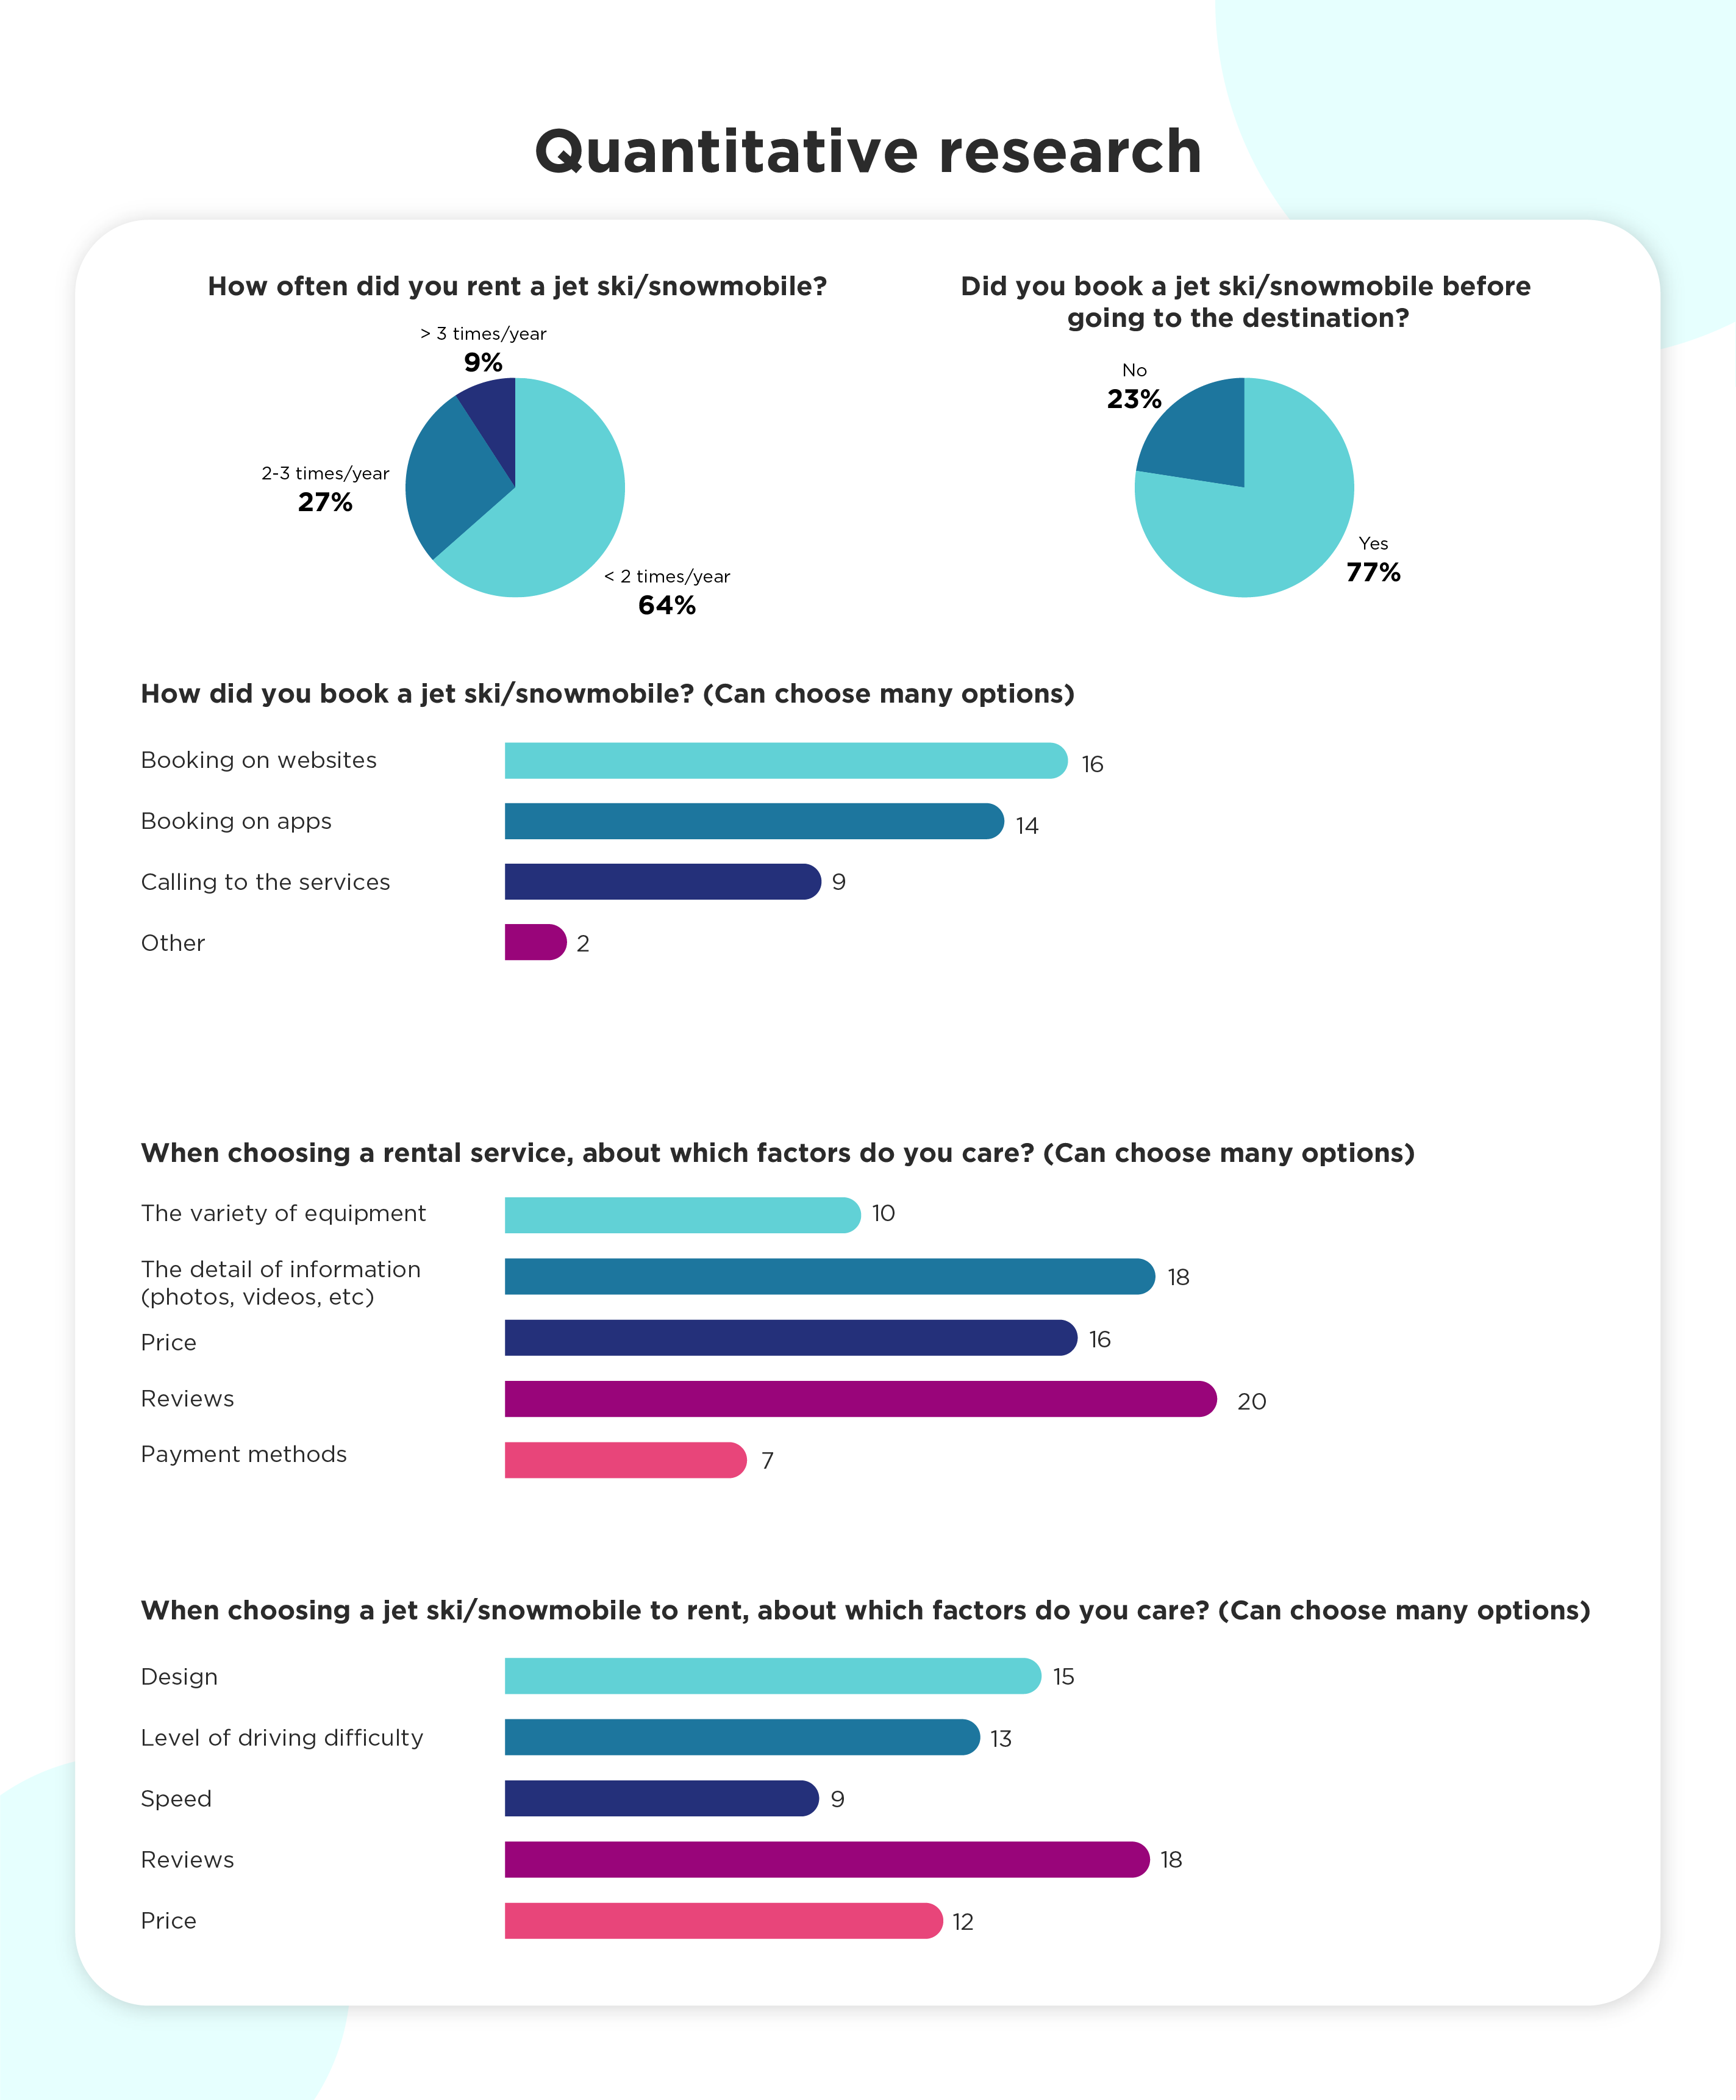 Quantitative research
How often did you rent a jet ski/snowmobile?
> 3 times/year
9%
2-3 times/year
27%
< 2 times/year
64%
Did you book a jet ski/snowmobile before
going to the destination?
No
23%
Yes
77%
How did you book a jet ski/snowmobile? (Can choose many options)
Booking on websites 16
Booking on apps 14
Calling to the services 9
Other 2
When choosing a rental service, about which factors do you care? (Can choose many options)
The variety of equipment 10
The detail of information
(photos, videos, etc) 18
Price 16
Reviews 20
Payment methods 7
When choosing a jet ski/snowmobile to rent, about which factors do you care? (Can choose many options)
Design 15
Level of driving difficulty 13
Speed 9
Reviews 18
Price 12